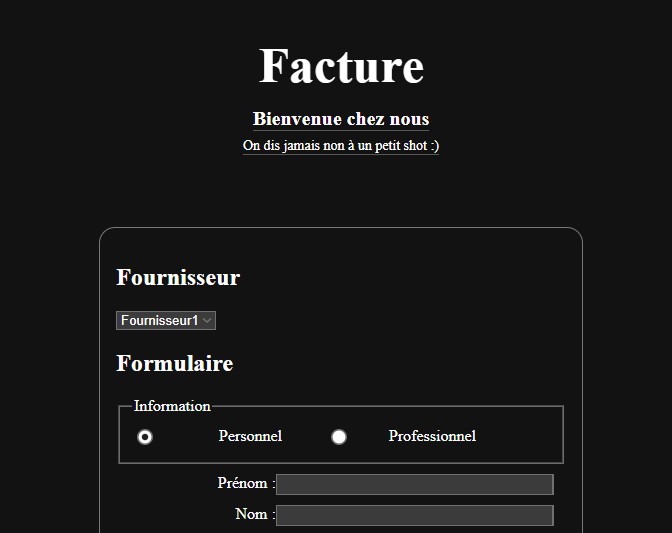 Facture
Bienvenue chez nous
On dis jamais non à un petit shot :)
Fournisseur
Fournisseur1
Formulaire
Information
Personnel Professionnel
Prénom :
Nom :